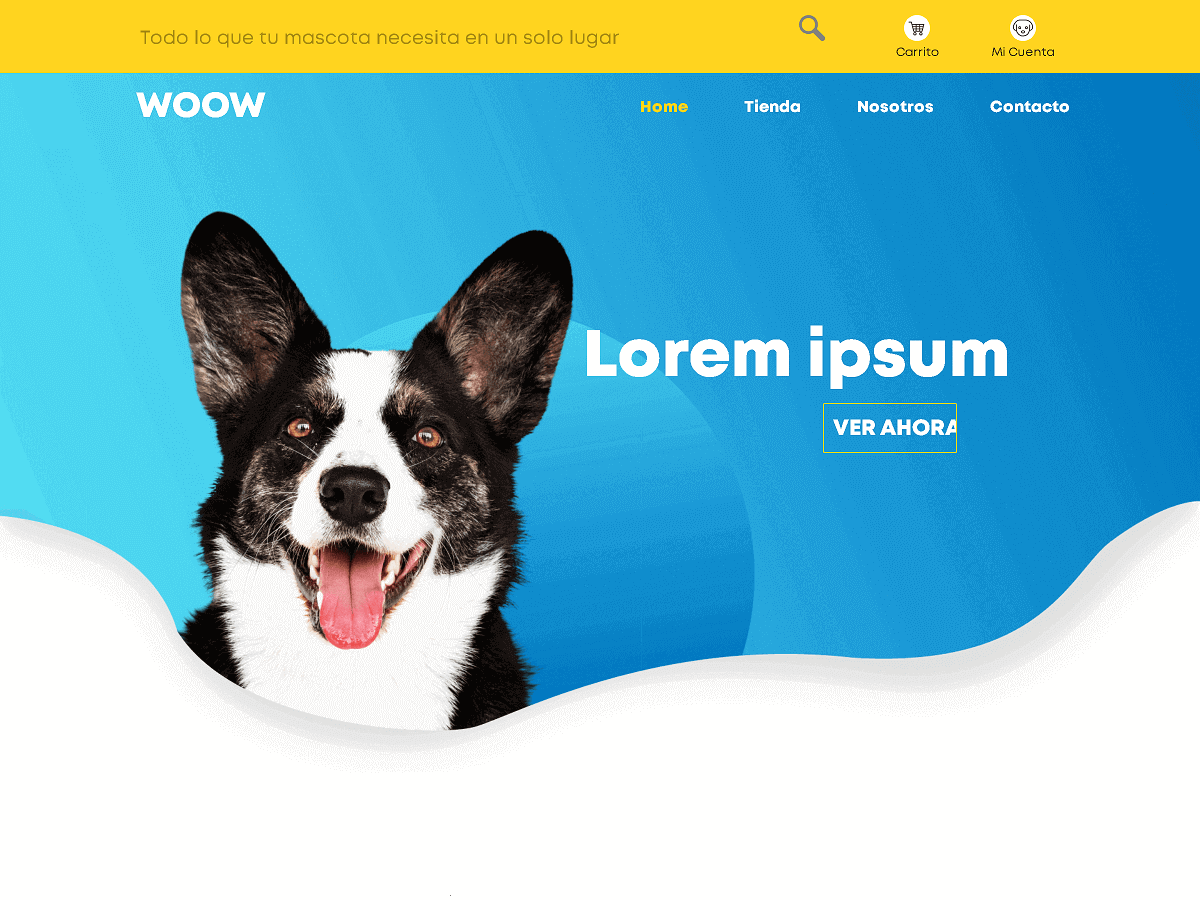 Todo lo que tu mascota necesita en un solo lugar
Carrito
Mi Cuenta
WOOW
Home
Tienda
Nosotros
Contacto
Lorem ipsum
VER AHORA